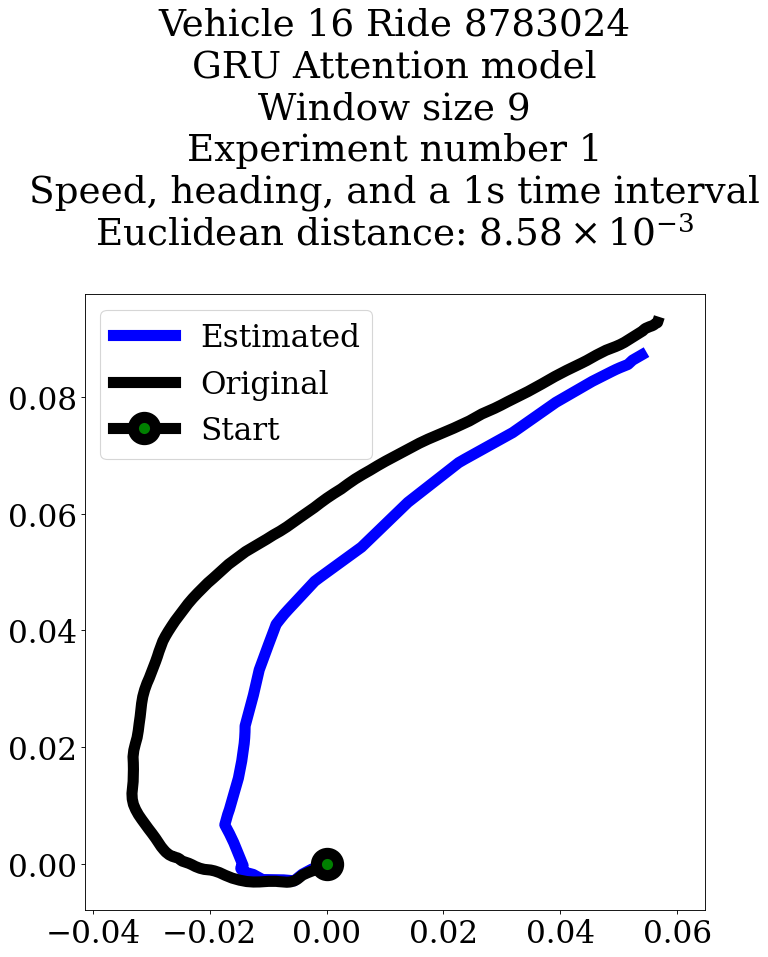 Vehicle 16 Ride 8783024
GRU Attention model
Window size 9
Experiment number 1
Speed, heading, and a 1s time interval
Euclidean distance: 8.58 × 10⁻³
Estimated
Original
Start
0.08
0.06
0.04
0.02
0.00
−0.04 −0.02 0.00 0.02 0.04 0.06